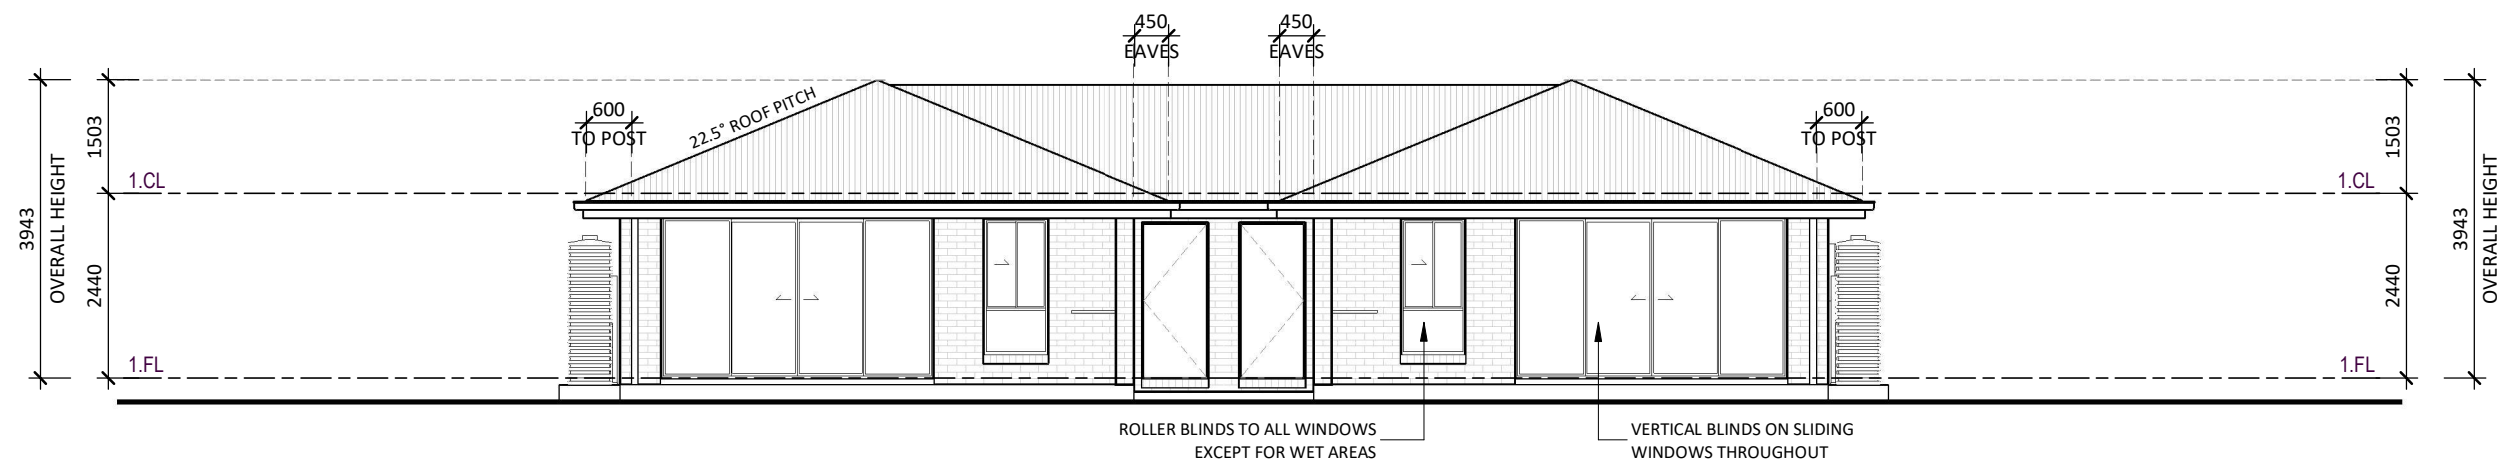 450
EAVES
450
EAVES
600
TO POST
22.5° ROOF PITCH
600
TO POST
3943
OVERALL HEIGHT
1503
2440
1.CL
1.FL
1.CL
1.FL
1503
2440
3943
OVERALL HEIGHT
ROLLER BLINDS TO ALL WINDOWS
EXCEPT FOR WET AREAS
VERTICAL BLINDS ON SLIDING
WINDOWS THROUGHOUT